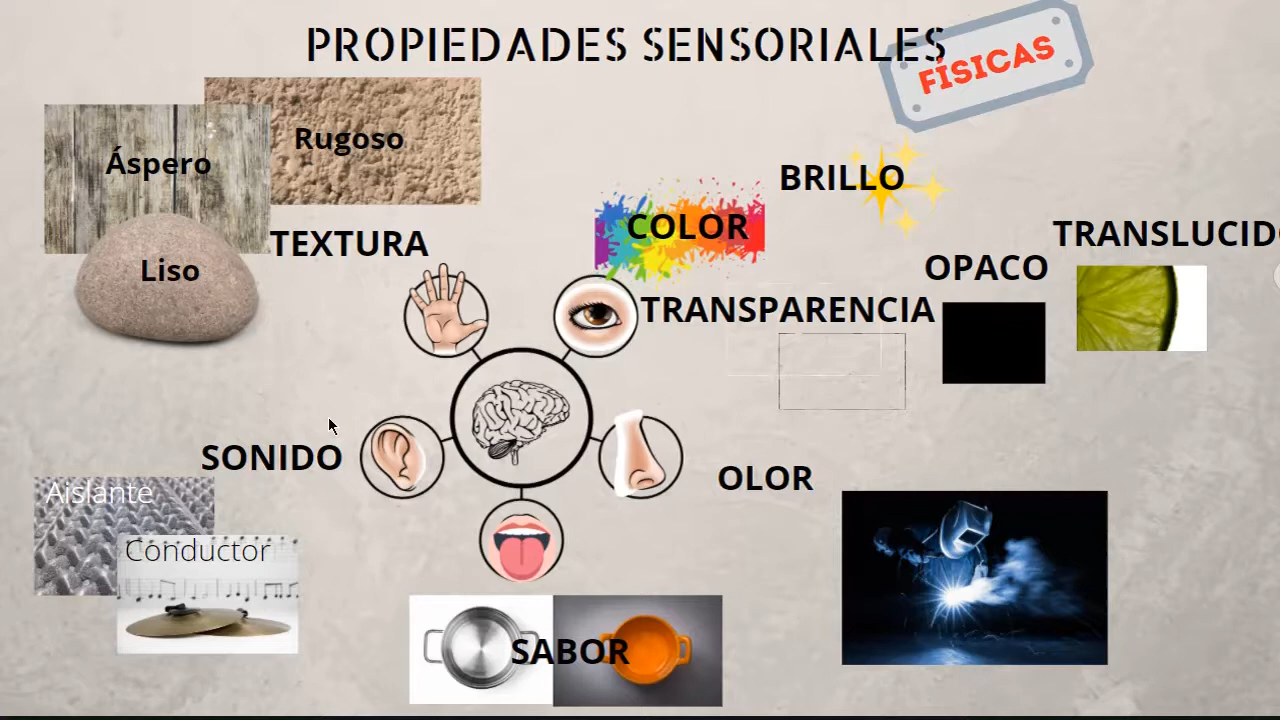 PROPIEDADES SENSORIALES
FÍSICAS
Rugoso
Áspero
Liso
TEXTURA
COLOR
BRILLO
TRANSPARENCIA
OPACO
TRANSLUCIDO
SONIDO
Aislante
Conductor
OLOR
SABOR